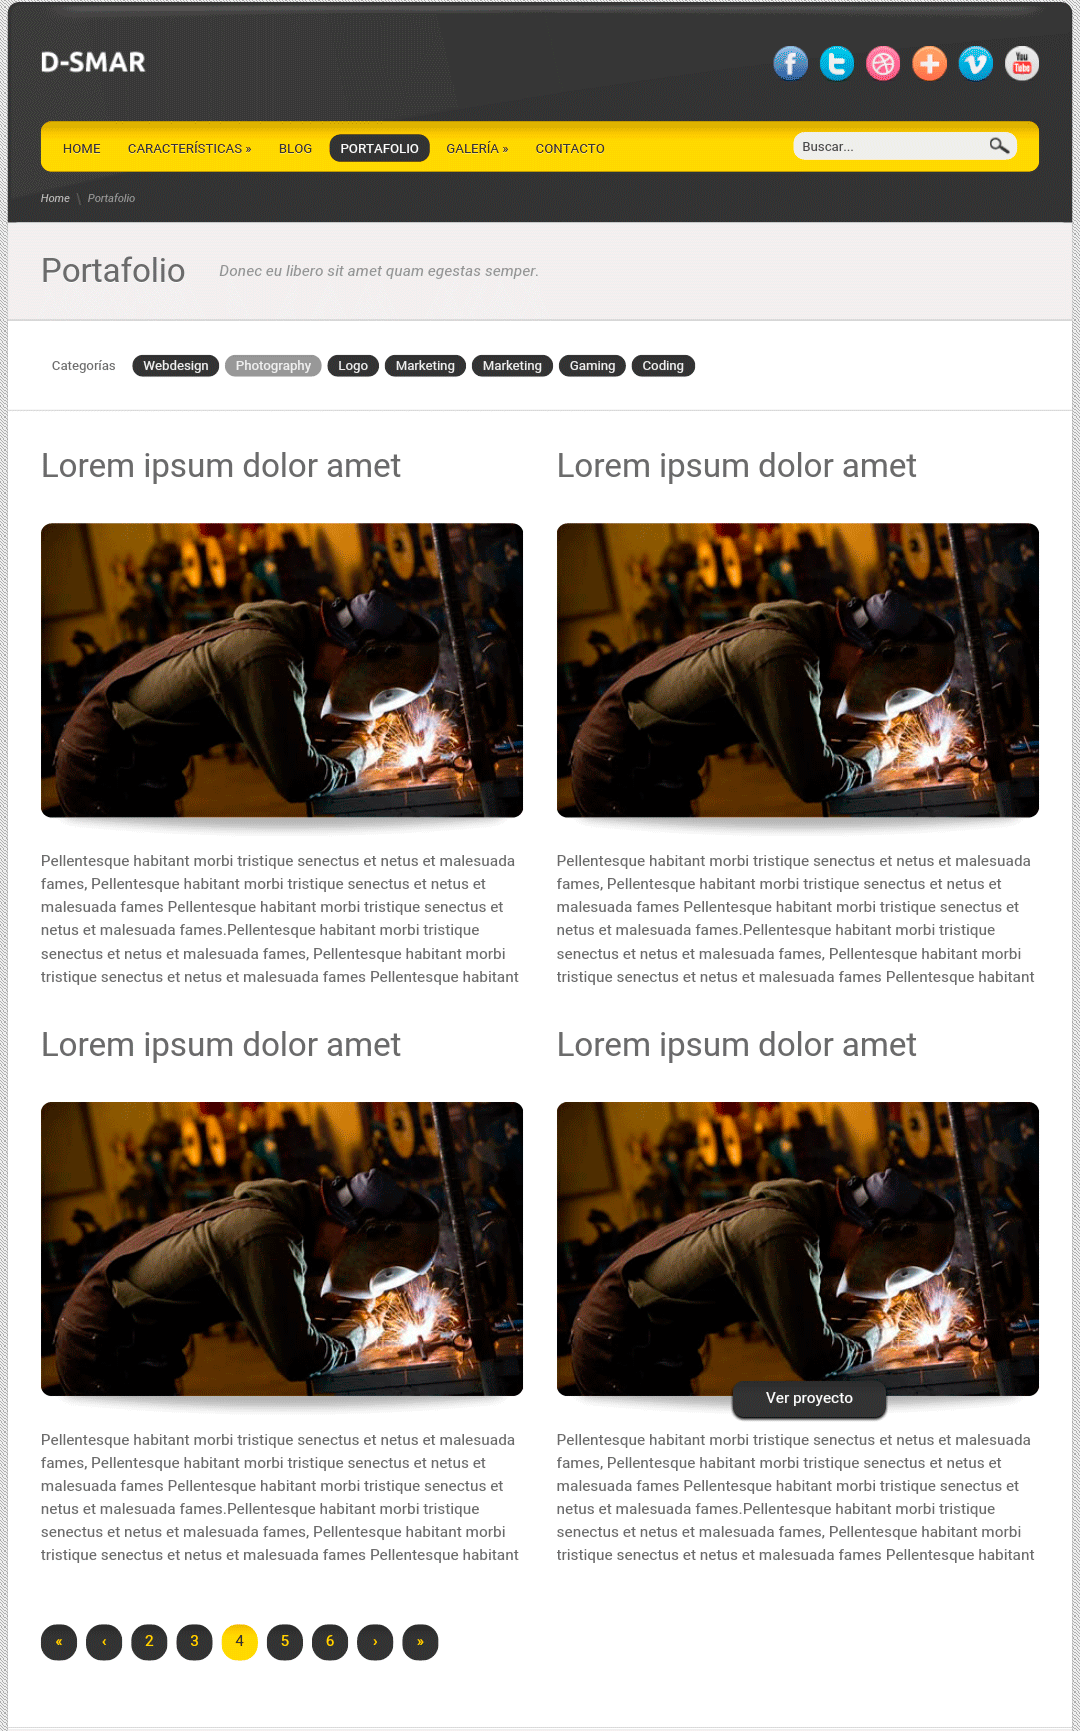 D-SMAR
f t + v You Tube
HOME CARACTERÍSTICAS » BLOG PORTAFOLIO GALERÍA » CONTACTO Buscar...
Home \ Portafolio
Portafolio Donec eu libero sit amet quam egestas semper.
Categorías Webdesign Photography Logo Marketing Marketing Gaming Coding
Lorem ipsum dolor amet
Pellentesque habitant morbi tristique senectus et netus et malesuada
fames, Pellentesque habitant morbi tristique senectus et netus et
malesuada fames Pellentesque habitant morbi tristique senectus et
netus et malesuada fames.Pellentesque habitant morbi tristique
senectus et netus et malesuada fames, Pellentesque habitant morbi
tristique senectus et netus et malesuada fames Pellentesque habitant
Lorem ipsum dolor amet
Pellentesque habitant morbi tristique senectus et netus et malesuada
fames, Pellentesque habitant morbi tristique senectus et netus et
malesuada fames Pellentesque habitant morbi tristique senectus et
netus et malesuada fames.Pellentesque habitant morbi tristique
senectus et netus et malesuada fames, Pellentesque habitant morbi
tristique senectus et netus et malesuada fames Pellentesque habitant
Lorem ipsum dolor amet
Pellentesque habitant morbi tristique senectus et netus et malesuada
fames, Pellentesque habitant morbi tristique senectus et netus et
malesuada fames Pellentesque habitant morbi tristique senectus et
netus et malesuada fames.Pellentesque habitant morbi tristique
senectus et netus et malesuada fames, Pellentesque habitant morbi
tristique senectus et netus et malesuada fames Pellentesque habitant
Lorem ipsum dolor amet
Ver proyecto
Pellentesque habitant morbi tristique senectus et netus et malesuada
fames, Pellentesque habitant morbi tristique senectus et netus et
malesuada fames Pellentesque habitant morbi tristique senectus et
netus et malesuada fames.Pellentesque habitant morbi tristique
senectus et netus et malesuada fames, Pellentesque habitant morbi
tristique senectus et netus et malesuada fames Pellentesque habitant
« ‹ 2 3 4 5 6 › »